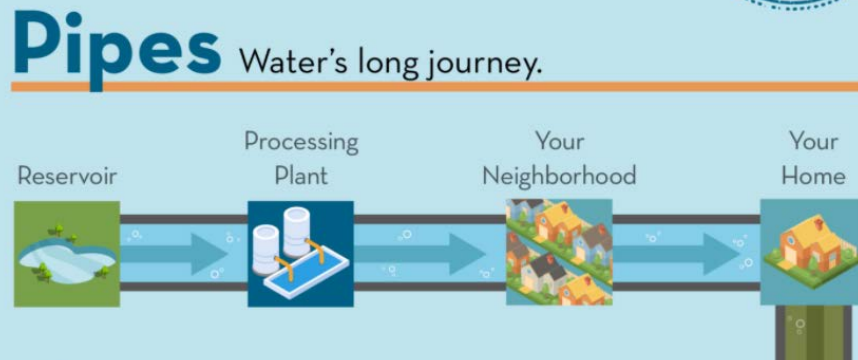 Pipes Water's long journey.
Reservoir
Processing
Plant
Your
Neighborhood
Your
Home